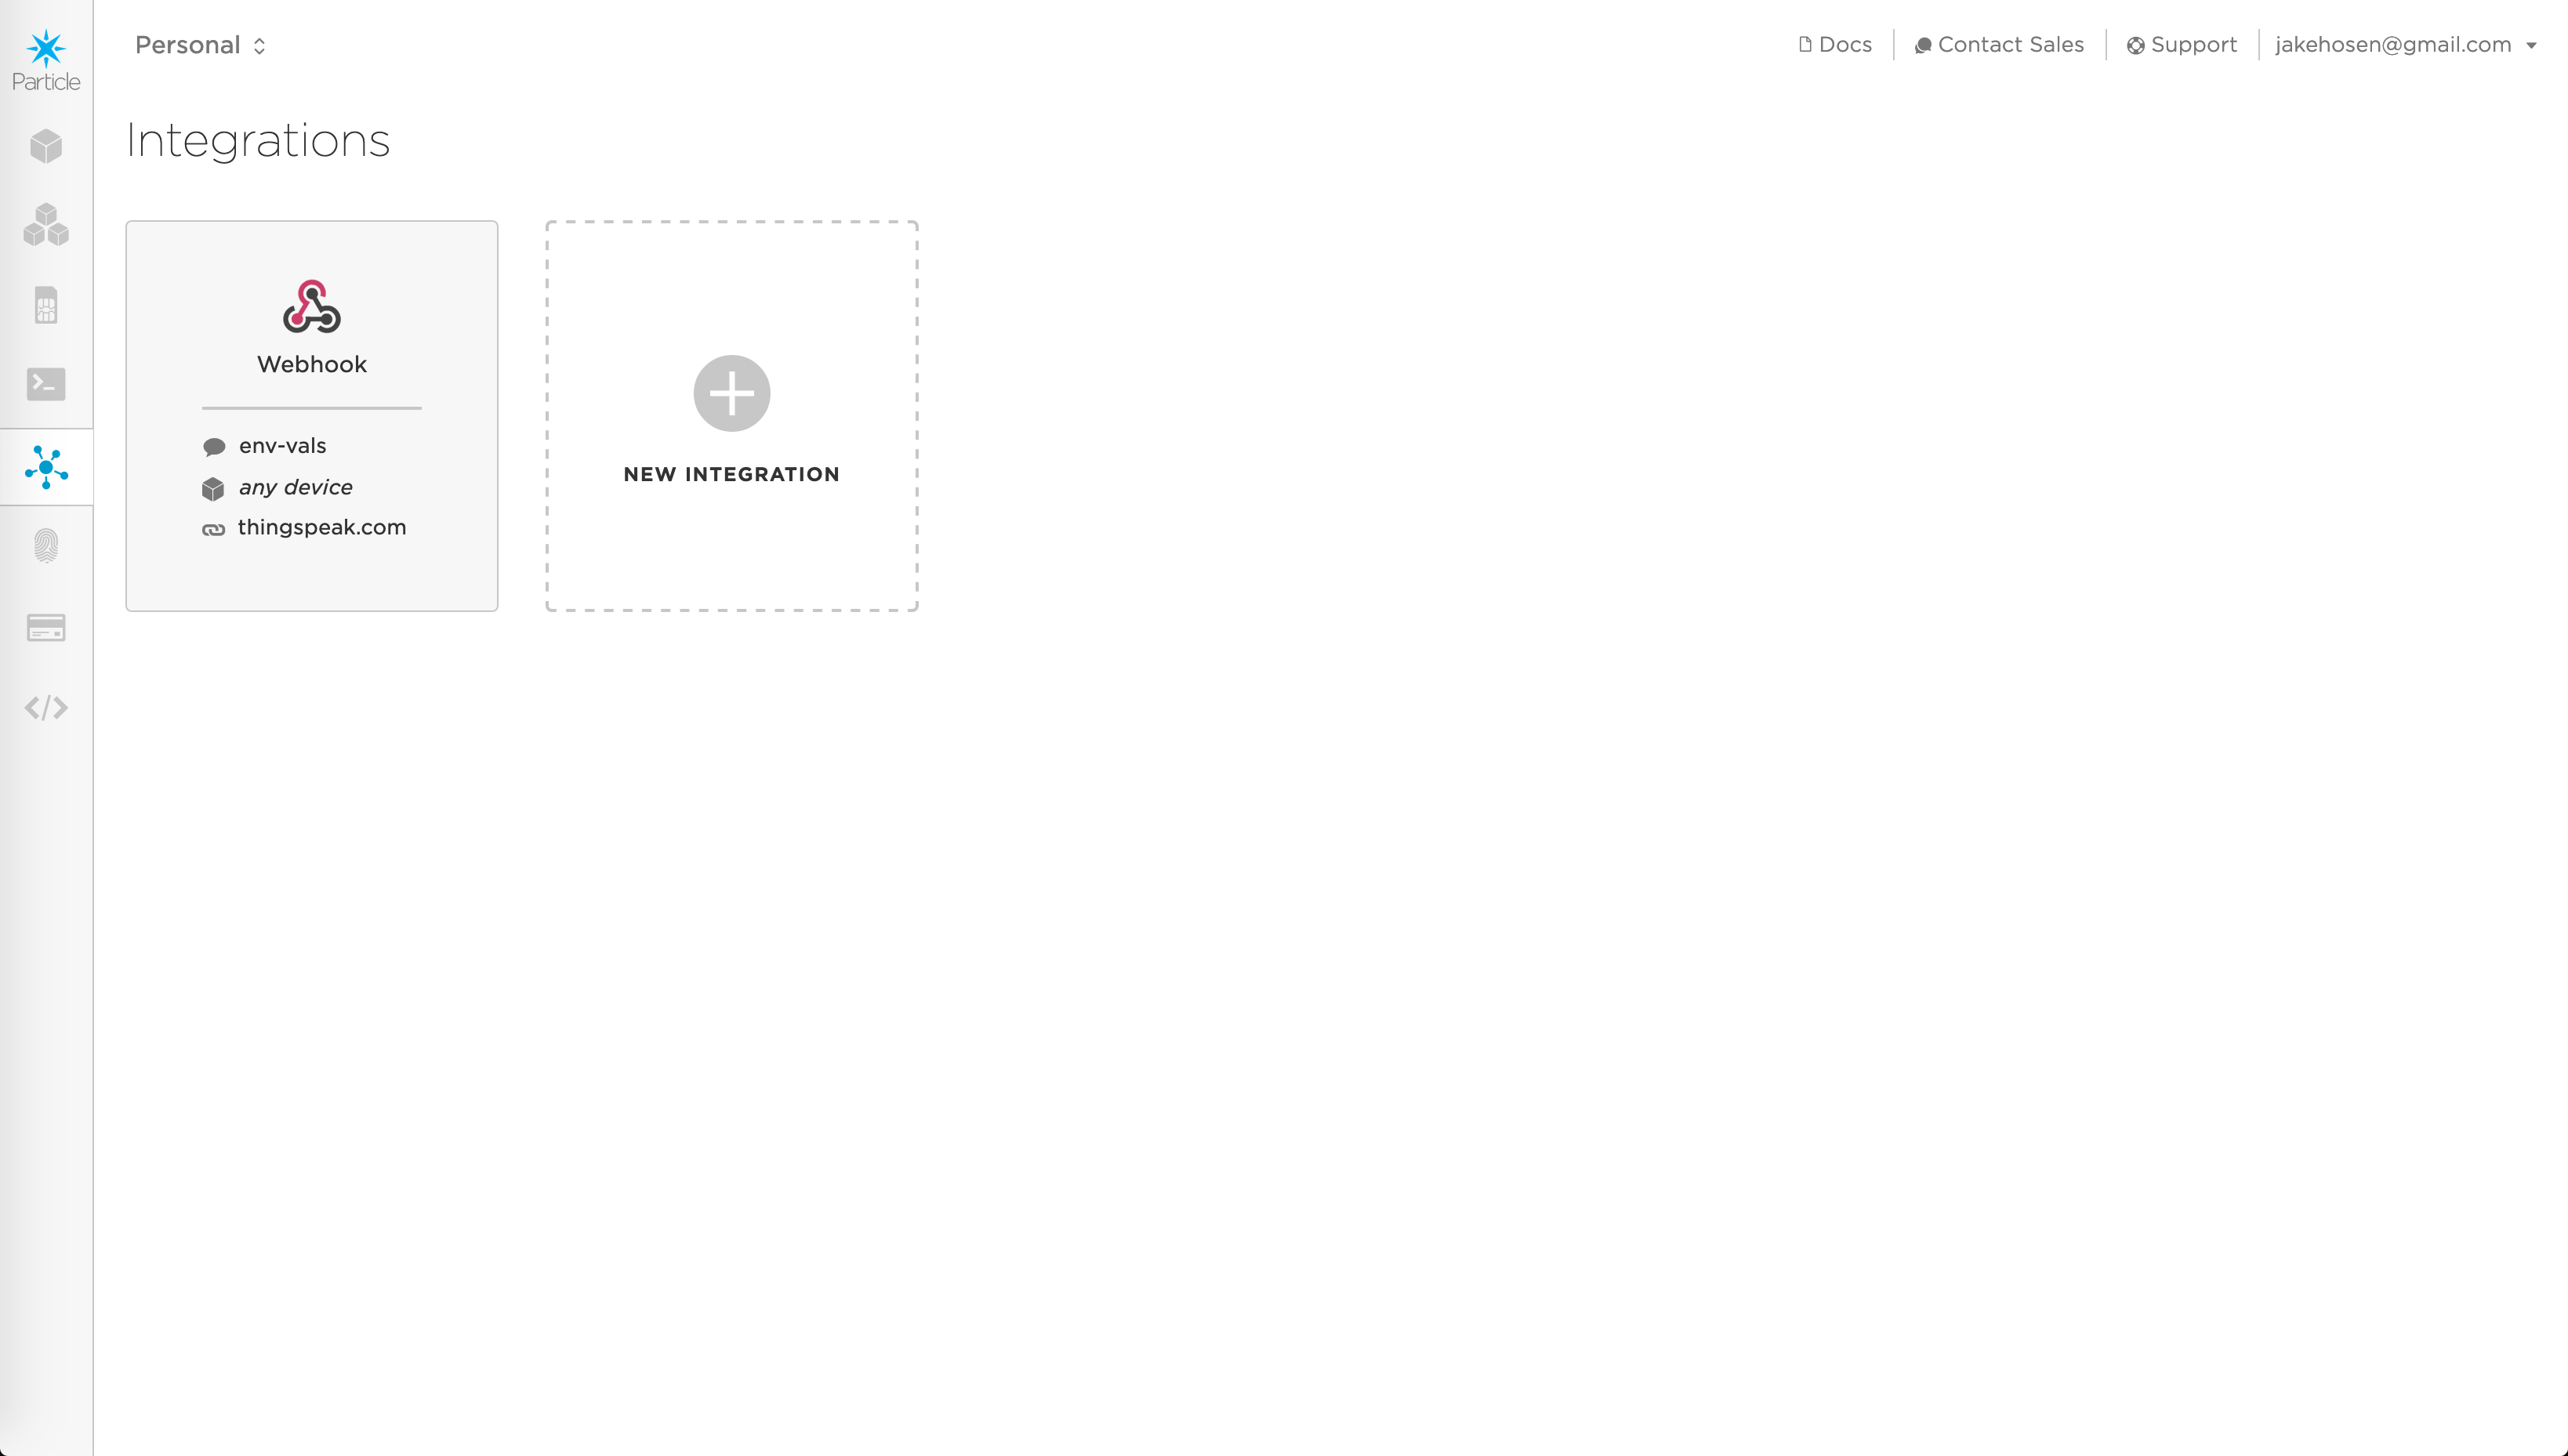 Particle
Personal
Docs
Contact Sales
Support
jakehosen@gmail.com
Integrations
Webhook
env-vals
any device
thingspeak.com
NEW INTEGRATION